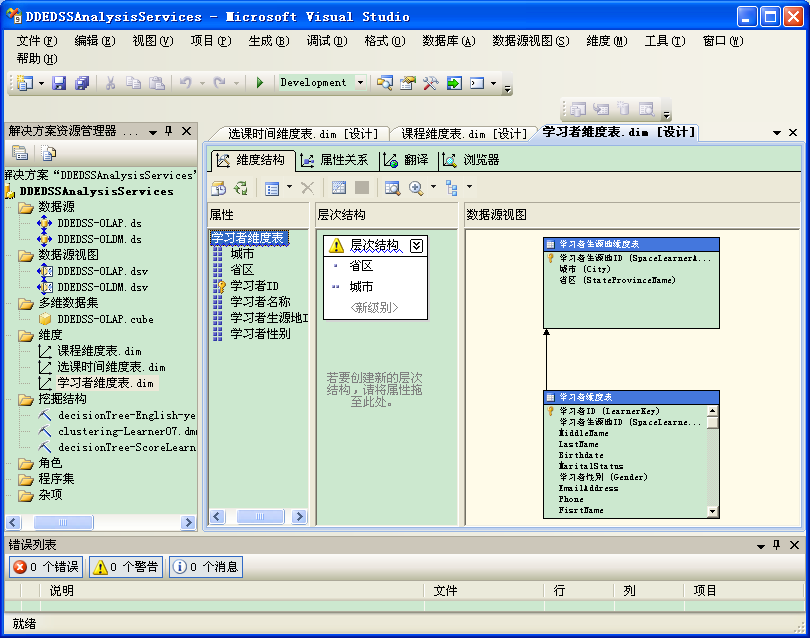 DDEDSSAnalysisServices - Microsoft Visual Studio
文件(F) 编辑(E) 视图(V) 项目(P) 生成(B) 调试(D) 格式(O) 数据库(A) 数据源视图(S) 维度(M) 工具(T) 窗口(W)
帮助(H)
Development
解决方案资源管理器 ...
选课时间维度表.dim [设计] 课程维度表.dim [设计] 学习者维度表.dim [设计]
维度结构 属性关系 翻译 浏览器
解决方案 “DDEDSSAnalysisServices”
DDEDSSAnalysisServices
数据源
DDEDSS-OLAP.ds
DDEDSS-OLDM.ds
数据源视图
DDEDSS-OLAP.dsv
DDEDSS-OLDM.dsv
多维数据集
DDEDSS-OLAP.cube
维度
课程维度表.dim
选课时间维度表.dim
学习者维度表.dim
挖掘结构
decisionTree-English-ye
clustering-Learner07.dm
decisionTree-ScoreLearn
角色
程序集
杂项
属性
学习者维度表
城市
省区
学习者ID
学习者名称
学习者生源地I
学习者性别
层次结构
层次结构
省区
城市
<新级别>
若要创建新的层次
结构，请将属性拖
至此处。
数据源视图
学习者生源地维度表
学习者生源地ID (SpaceLearnerA...
城市 (City)
省区 (StateProvinceName)
学习者维度表
学习者ID (LearnerKey)
学习者生源地ID (SpaceLearne...
MiddleName
LastName
Birthdate
MaritalStatus
学习者性别 (Gender)
EmailAddress
Phone
FisrtName
错误列表
0 个错误 0 个警告 0 个消息
说明 文件 行 列 项目
就绪